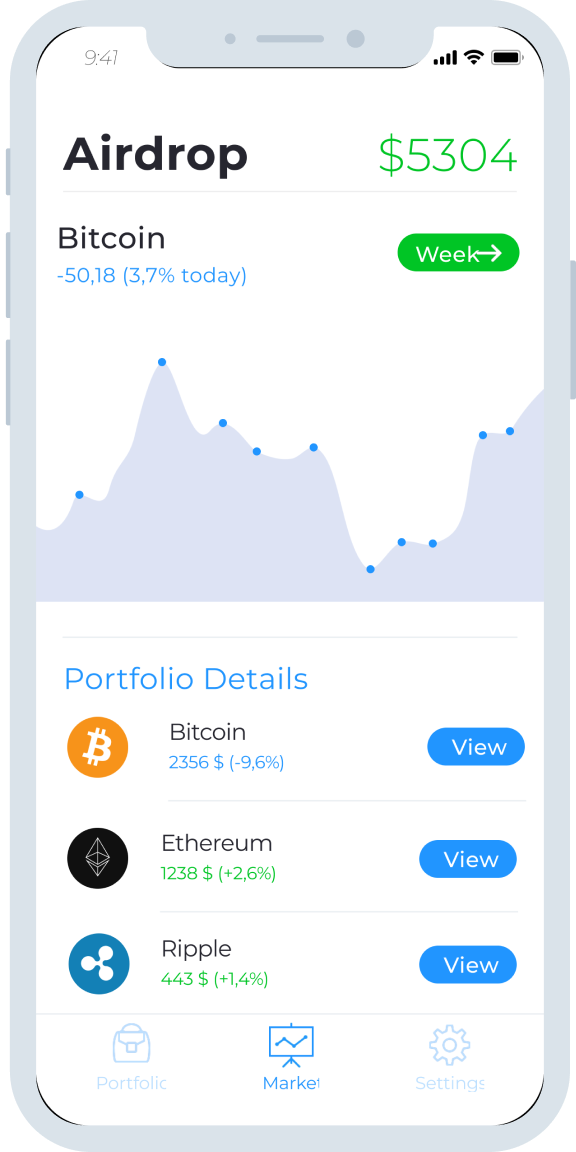 9:41
Airdrop
$5304
Bitcoin
-50,18 (3,7% today)
Week
Portfolio Details
Bitcoin
2356 $ (-9,6%)
View
Ethereum
1238 $ (+2,6%)
View
Ripple
443 $ (+1,4%)
View
Portfolio
Market
Settings